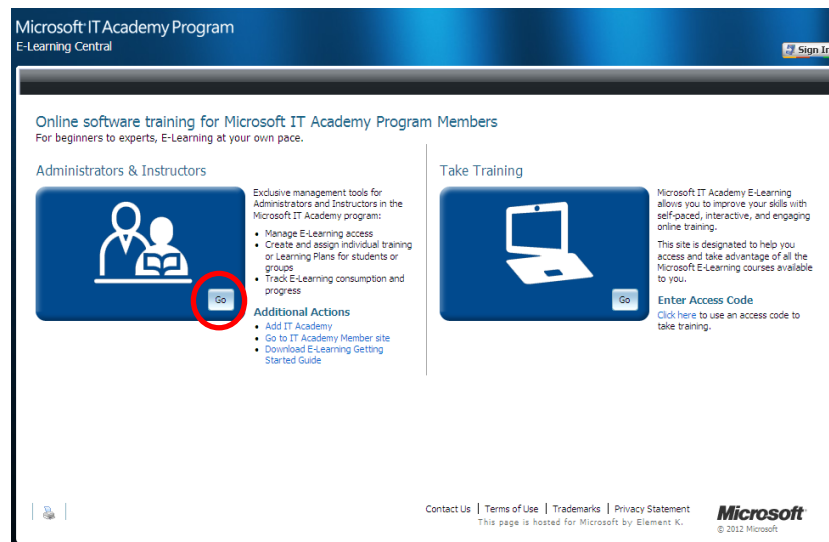 Microsoft IT Academy Program
E-Learning Central
Sign In
Online software training for Microsoft IT Academy Program Members
For beginners to experts, E-Learning at your own pace.
Administrators & Instructors
Exclusive management tools for
Administrators and Instructors in the
Microsoft IT Academy program:
• Manage E-Learning access
• Create and assign individual training
or Learning Plans for students or
groups
• Track E-Learning consumption and
progress
Go
Additional Actions
• Add IT Academy
• Go to IT Academy Member site
• Download E-Learning Getting
Started Guide
Take Training
Microsoft IT Academy E-Learning
allows you to improve your skills with
self-paced, interactive, and engaging
online training.
This site is designated to help you
access and take advantage of all the
Microsoft E-Learning courses available
to you.
Go
Enter Access Code
Click here to use an access code to
take training.
Contact Us | Terms of Use | Trademarks | Privacy Statement
This page is hosted for Microsoft by Element K.
Microsoft
© 2012 Microsoft